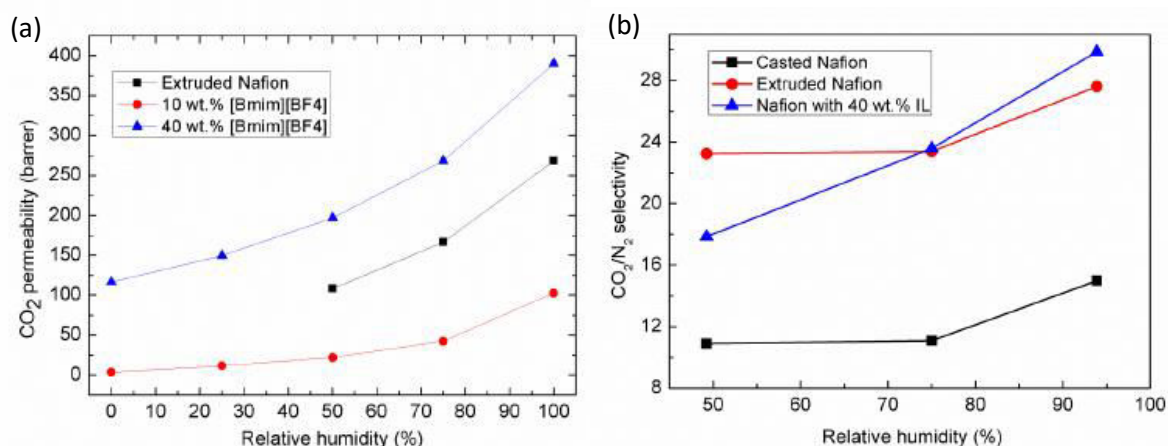 (a)
400
350
300
250
200
150
100
50
0
CO2 permeability (barrer)
Extruded Nafion
10 wt.% [Bmim][BF4]
40 wt.% [Bmim][BF4]
0 10 20 30 40 50 60 70 80 90 100
Relative humidity (%)
(b)
28
24
20
16
12
8
CO2/N2 selectivity
Casted Nafion
Extruded Nafion
Nafion with 40 wt.% IL
50 60 70 80 90 100
Relative humidity (%)